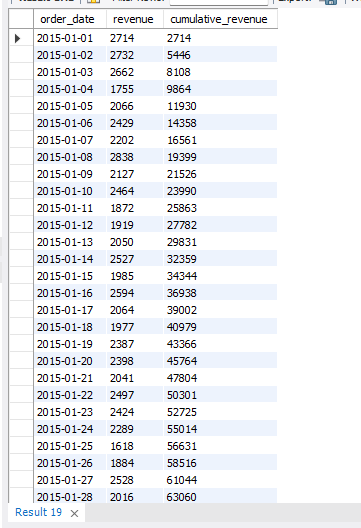 order_date revenue cumulative_revenue
2015-01-01 2714 2714
2015-01-02 2732 5446
2015-01-03 2662 8108
2015-01-04 1755 9864
2015-01-05 2066 11930
2015-01-06 2429 14358
2015-01-07 2202 16561
2015-01-08 2838 19399
2015-01-09 2127 21526
2015-01-10 2464 23990
2015-01-11 1872 25863
2015-01-12 1919 27782
2015-01-13 2050 29831
2015-01-14 2527 32359
2015-01-15 1985 34344
2015-01-16 2594 36938
2015-01-17 2064 39002
2015-01-18 1977 40979
2015-01-19 2387 43366
2015-01-20 2398 45764
2015-01-21 2041 47804
2015-01-22 2497 50301
2015-01-23 2424 52725
2015-01-24 2289 55014
2015-01-25 1618 56631
2015-01-26 1884 58516
2015-01-27 2528 61044
2015-01-28 2016 63060
Result 19